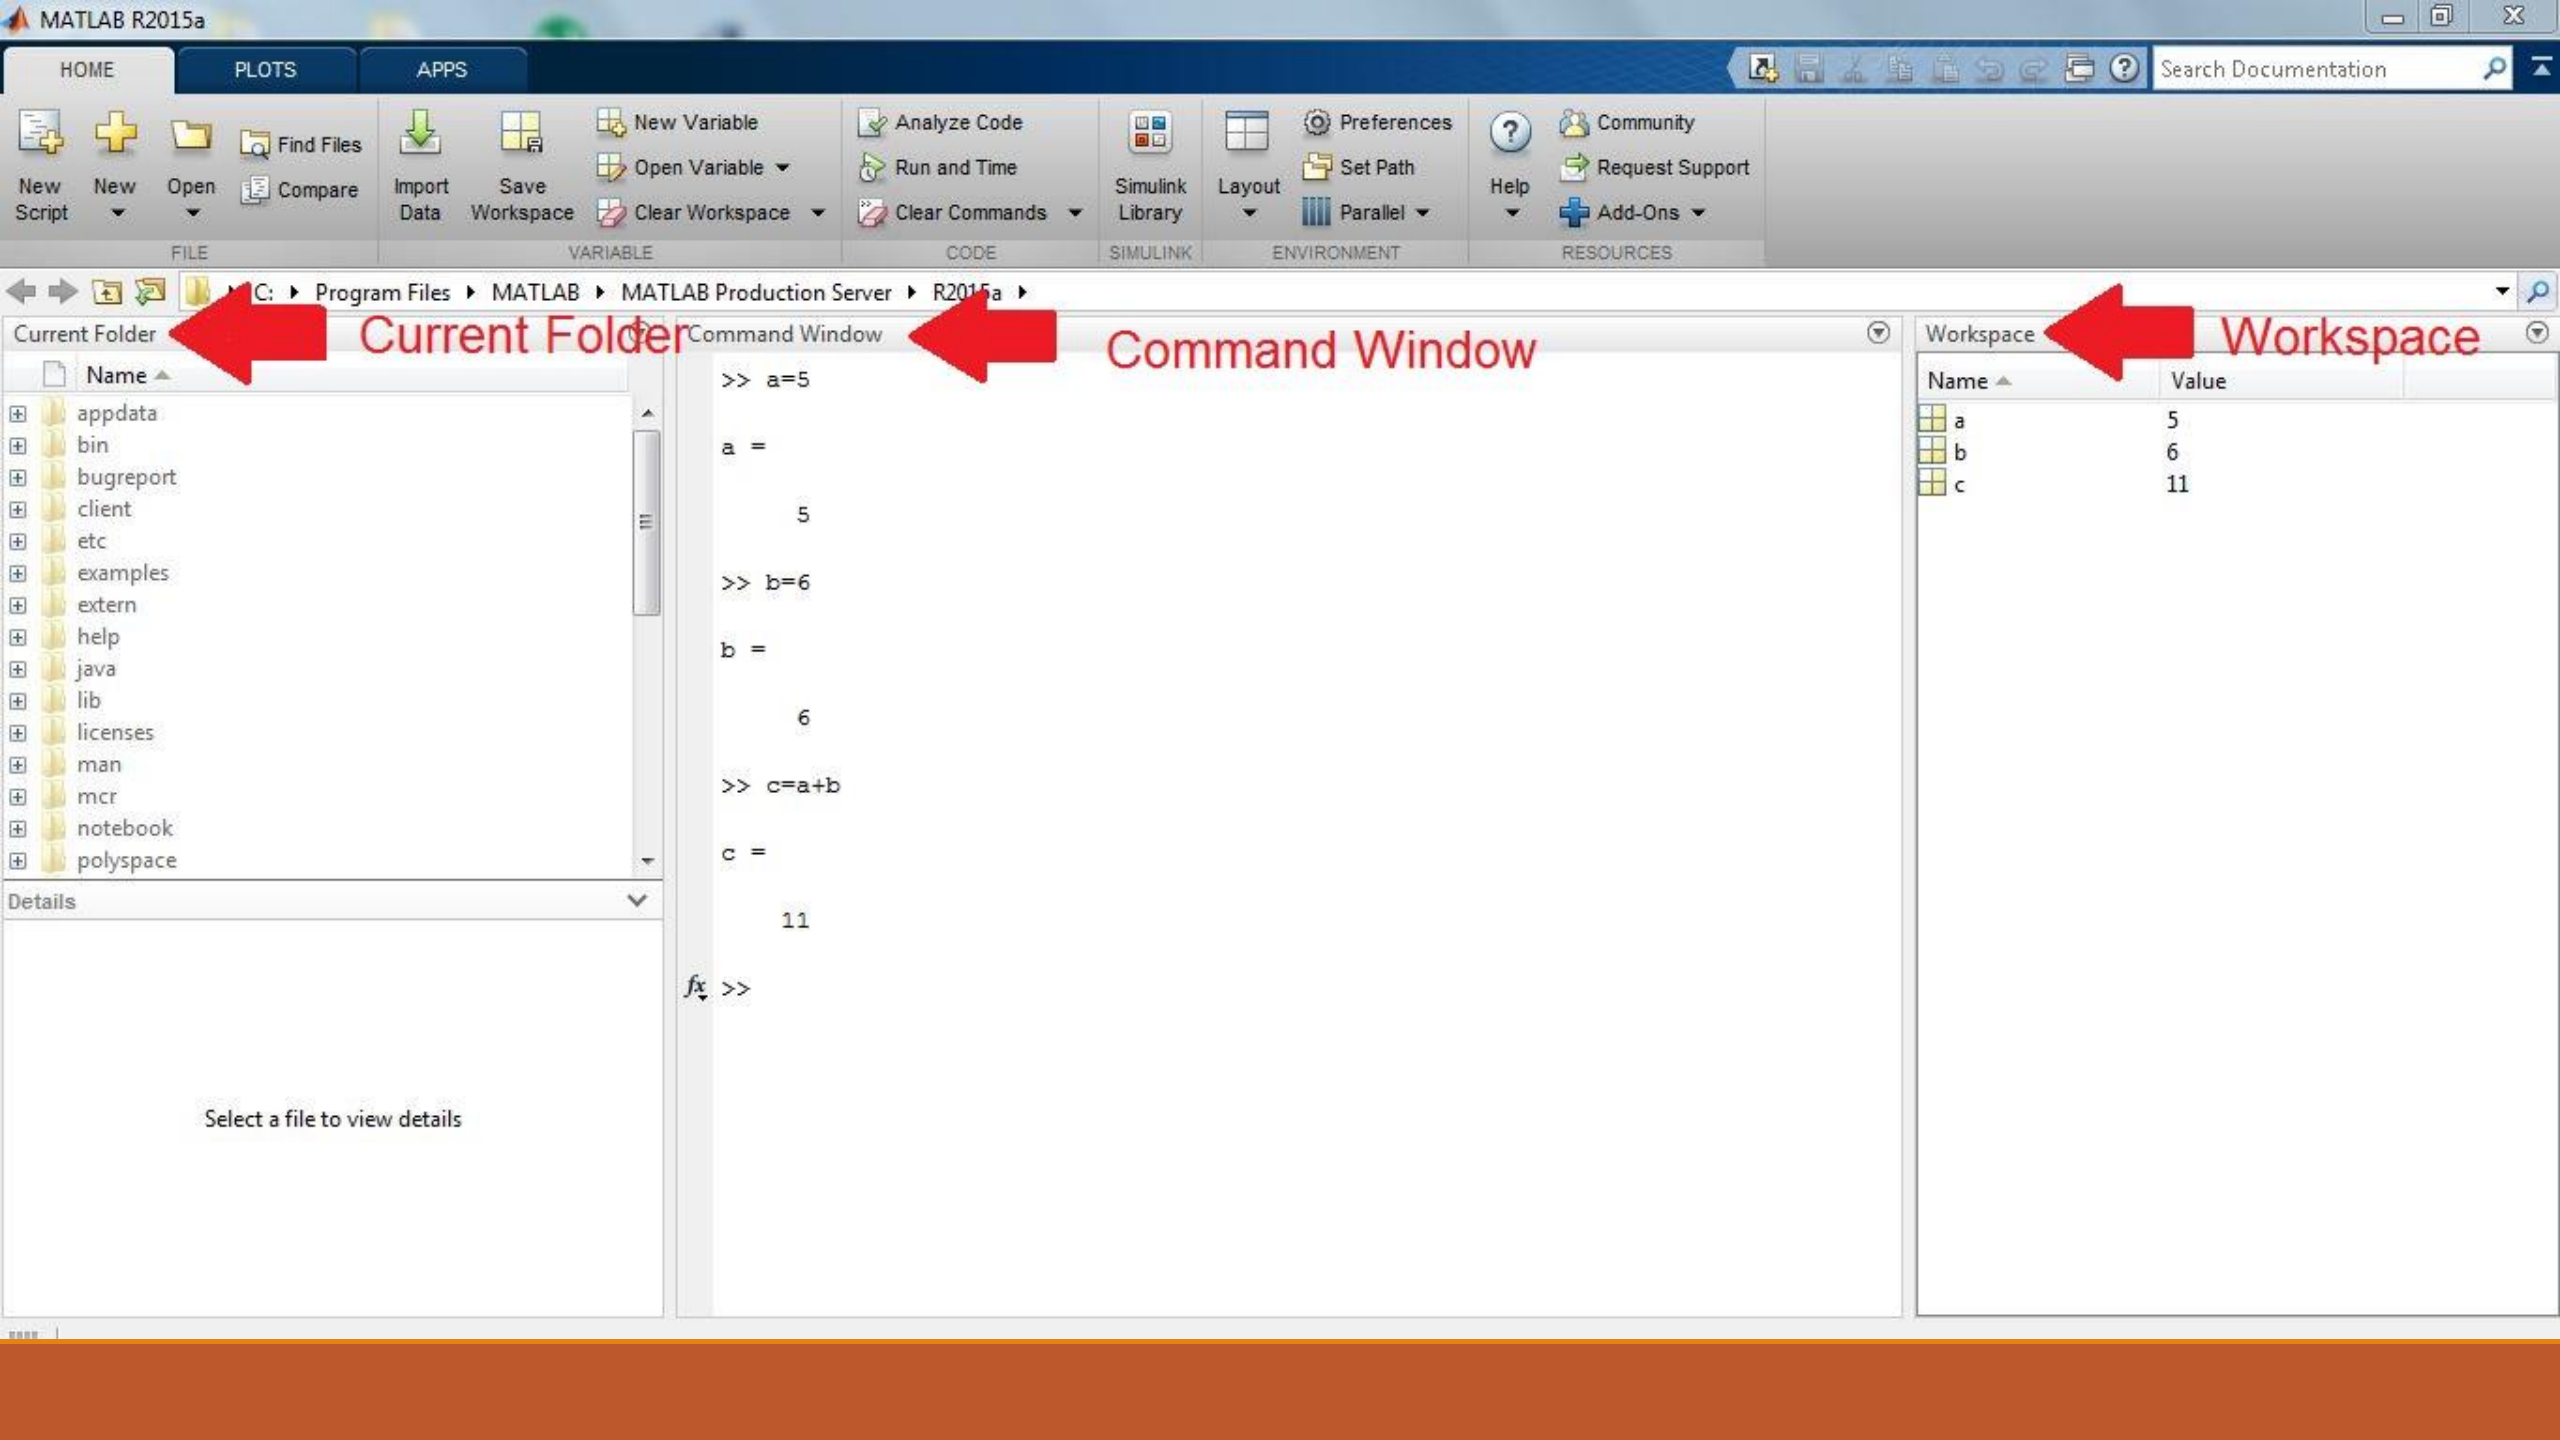 MATLAB R2015a
HOME PLOTS APPS
Search Documentation
New Script
New
Open
Find Files
Compare
FILE
Import Data
Save Workspace
New Variable
Open Variable
Clear Workspace
VARIABLE
Analyze Code
Run and Time
Clear Commands
CODE
Simulink Library
SIMULINK
Layout
Preferences
Set Path
Parallel
ENVIRONMENT
Help
Community
Request Support
Add-Ons
RESOURCES
C: Program Files MATLAB MATLAB Production Server R2015a
Current Folder
Current Folder
Name
appdata
bin
bugreport
client
etc
examples
extern
help
java
lib
licenses
man
mcr
notebook
polyspace
Details
Select a file to view details
Command Window
Command Window
>> a=5
a =
5
>> b=6
b =
6
>> c=a+b
c =
11
fx >>
Workspace
Workspace
Name Value
a 5
b 6
c 11